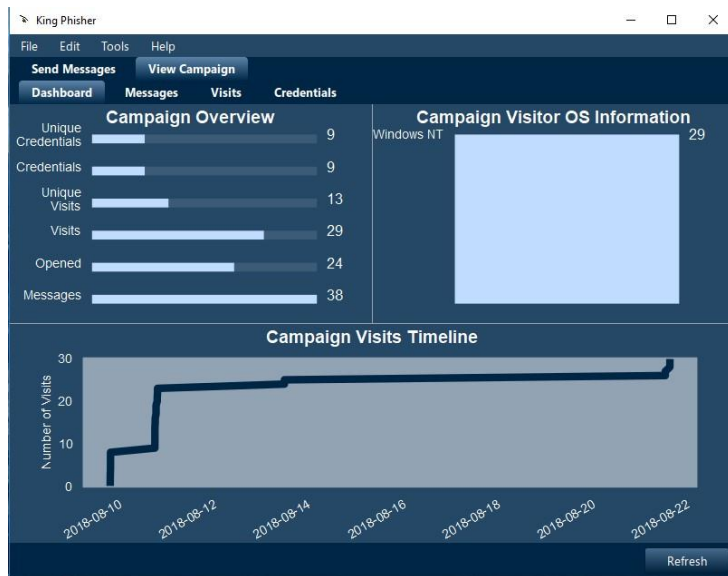 King Phisher
File Edit Tools Help
Send Messages View Campaign
Dashboard Messages Visits Credentials
Campaign Overview
Unique
Credentials 9
Credentials 9
Unique
Visits 13
Visits 29
Opened 24
Messages 38
Campaign Visitor OS Information
Windows NT 29
Campaign Visits Timeline
Number of Visits
30
20
10
0
2018-08-10 2018-08-12 2018-08-14 2018-08-16 2018-08-18 2018-08-20 2018-08-22
Refresh